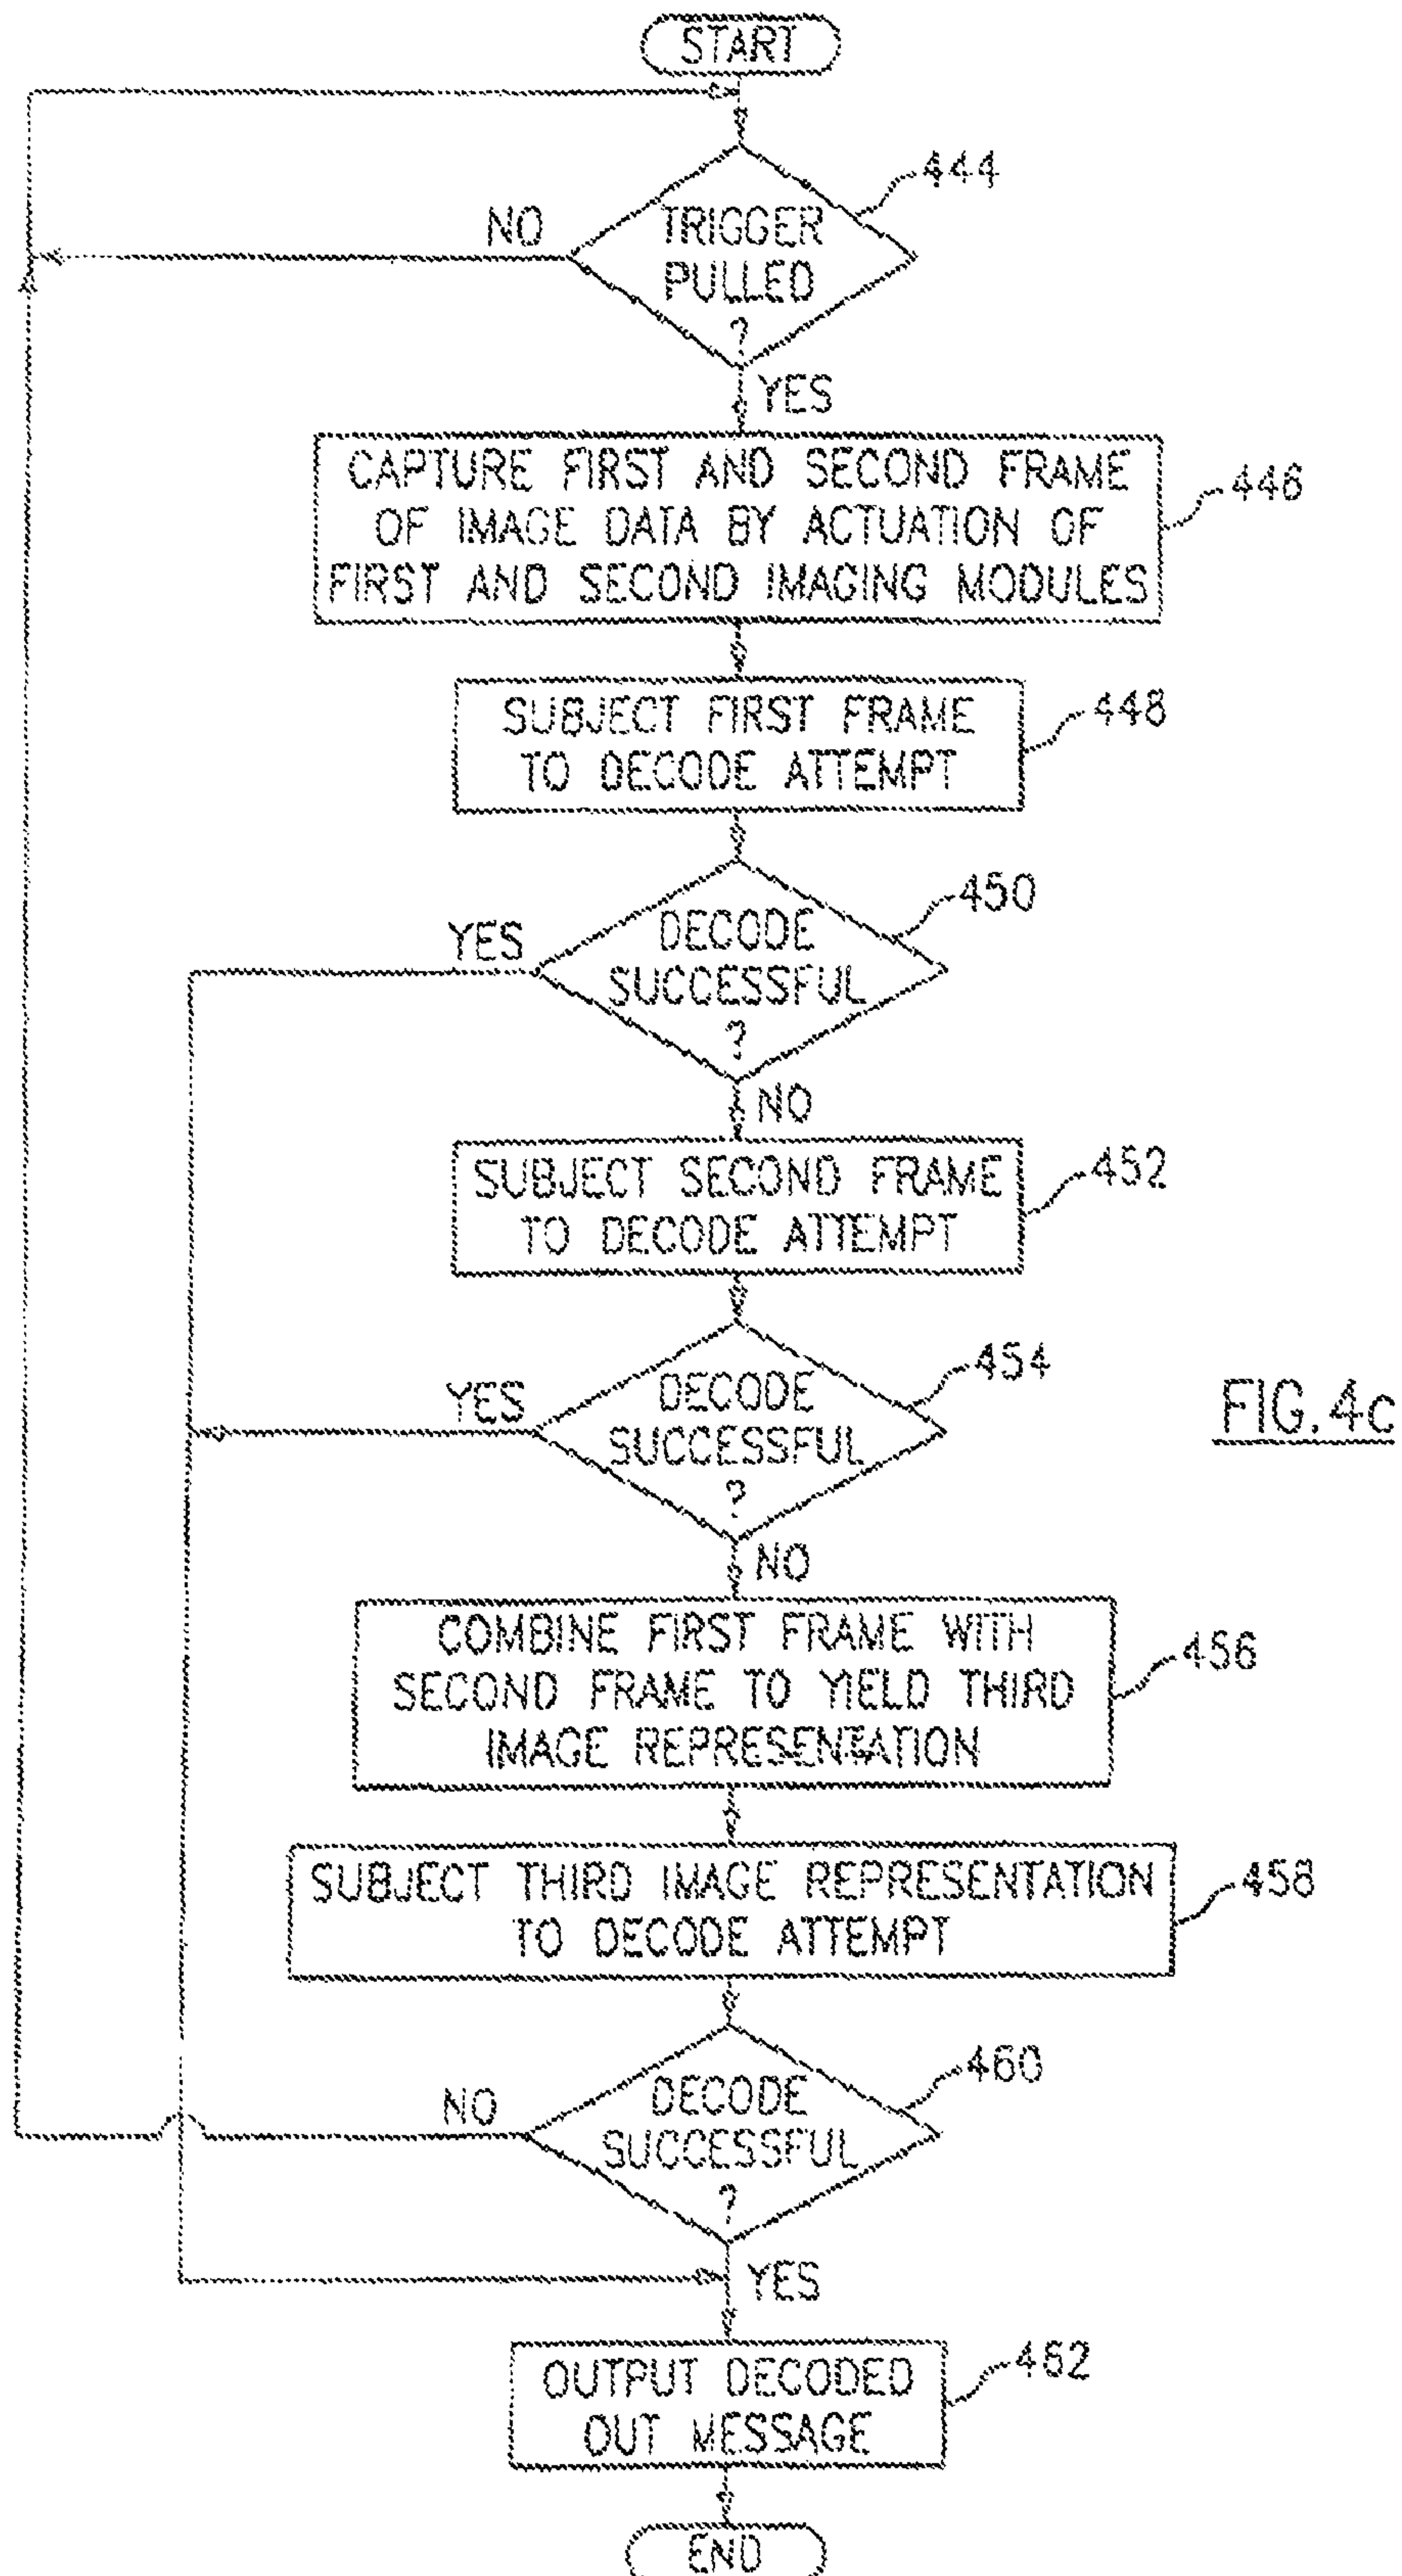 START
444
NO
TRIGGER
PULLED
?
YES
CAPTURE FIRST AND SECOND FRAME
OF IMAGE DATA BY ACTUATION OF
FIRST AND SECOND IMAGING MODULES
446
SUBJECT FIRST FRAME
TO DECODE ATTEMPT
448
450
YES
DECODE
SUCCESSFUL
?
NO
SUBJECT SECOND FRAME
TO DECODE ATTEMPT
452
454
YES
DECODE
SUCCESSFUL
?
FIG. 4c
NO
COMBINE FIRST FRAME WITH
SECOND FRAME TO YIELD THIRD
IMAGE REPRESENTATION
456
SUBJECT THIRD IMAGE REPRESENTATION
TO DECODE ATTEMPT
458
460
NO
DECODE
SUCCESSFUL
?
YES
OUTPUT DECODED
OUT MESSAGE
462
END